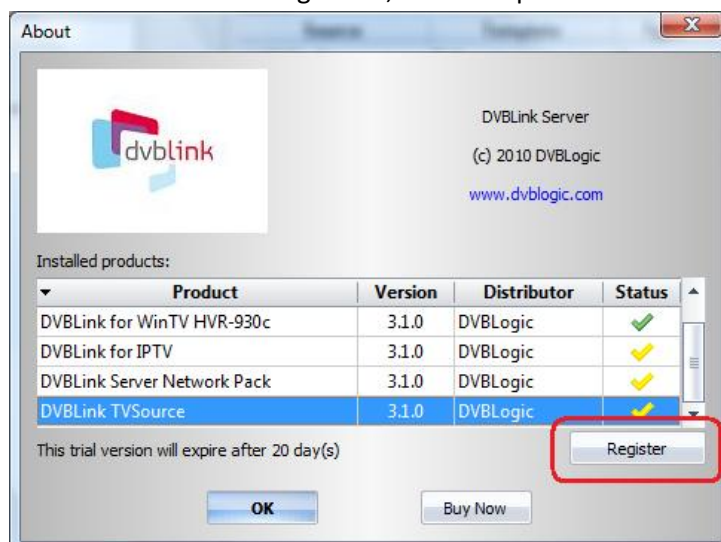 About
dvblink
DVBLink Server
(c) 2010 DVBLogic
www.dvblogic.com
Installed products:
Product Version Distributor Status
DVBLink for WinTV HVR-930c 3.1.0 DVBLogic
DVBLink for IPTV 3.1.0 DVBLogic
DVBLink Server Network Pack 3.1.0 DVBLogic
DVBLink TVSource 3.1.0 DVBLogic
This trial version will expire after 20 day(s)
Register
OK Buy Now